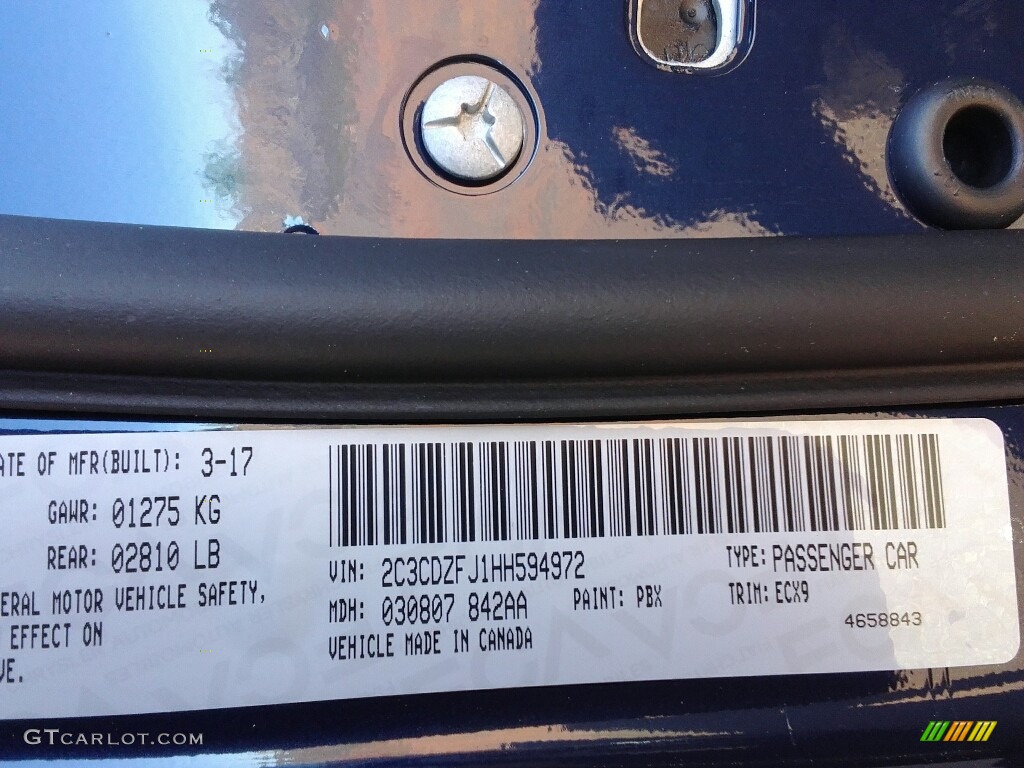 ATE OF MFR(BUILT): 3-17
GAWR: 01275 KG
REAR: 02810 LB
ERAL MOTOR VEHICLE SAFETY,
EFFECT ON
VE.
VIN: 2C3CDZFJ1HH594972
TYPE: PASSENGER CAR
MDH: 030807 842AA
PAINT: PBX
TRIM: ECX9
VEHICLE MADE IN CANADA
4658843
GTCARLOT.COM